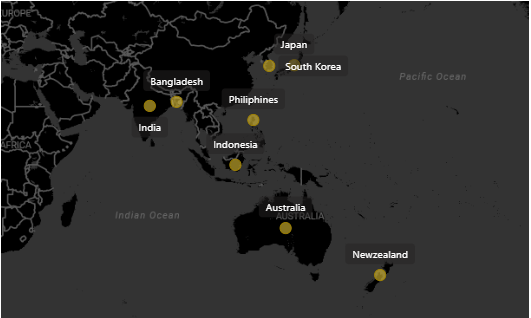 EUROPE
Japan
South Korea
Pacific Ocean
Bangladesh
Philiphines
India
AFRICA
Indonesia
Indian Ocean
Australia
AUSTRALIA
Newzealand